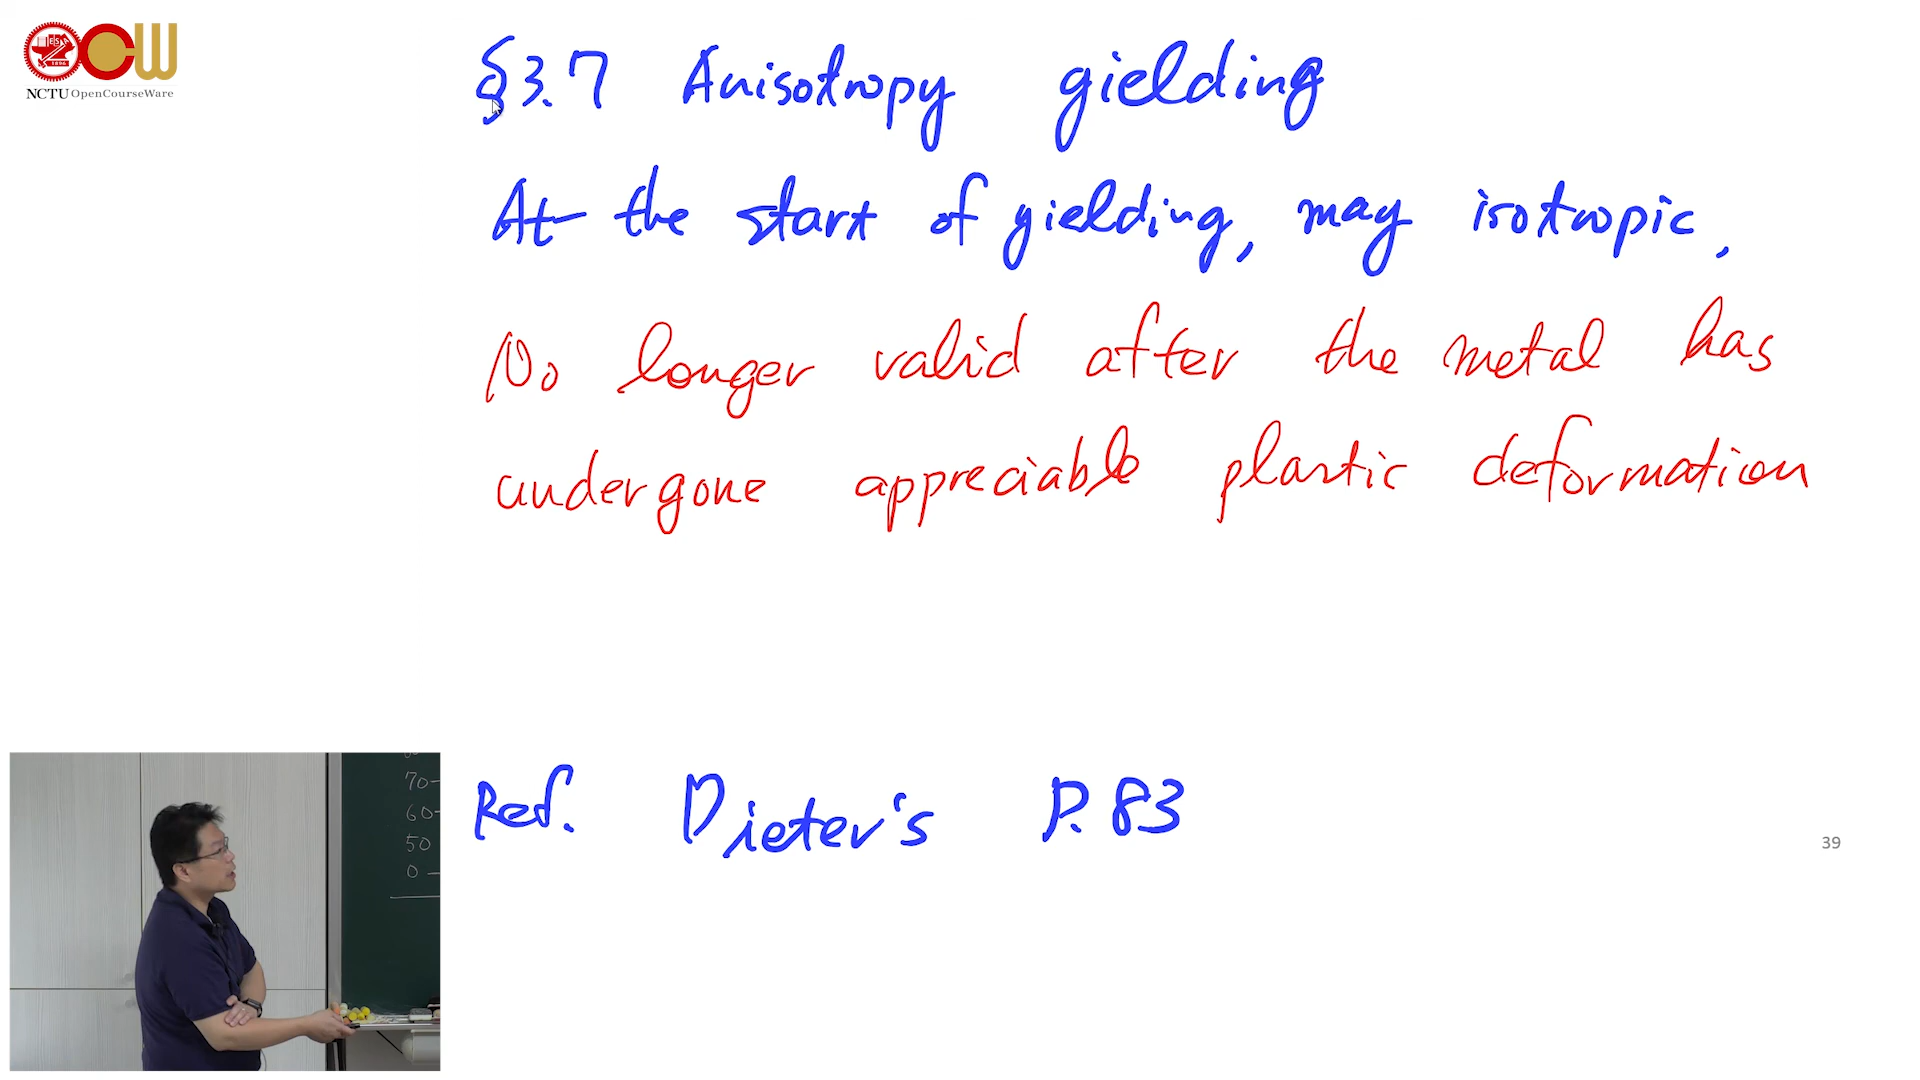 OCW
NCTU OpenCourseWare
§3.7 Anisotropy yielding
At the start of yielding, may isotropic,
No longer valid after the metal has
undergone appreciable plastic deformation
70-
60-
50
0-
Ref. Dieter's P.83
39